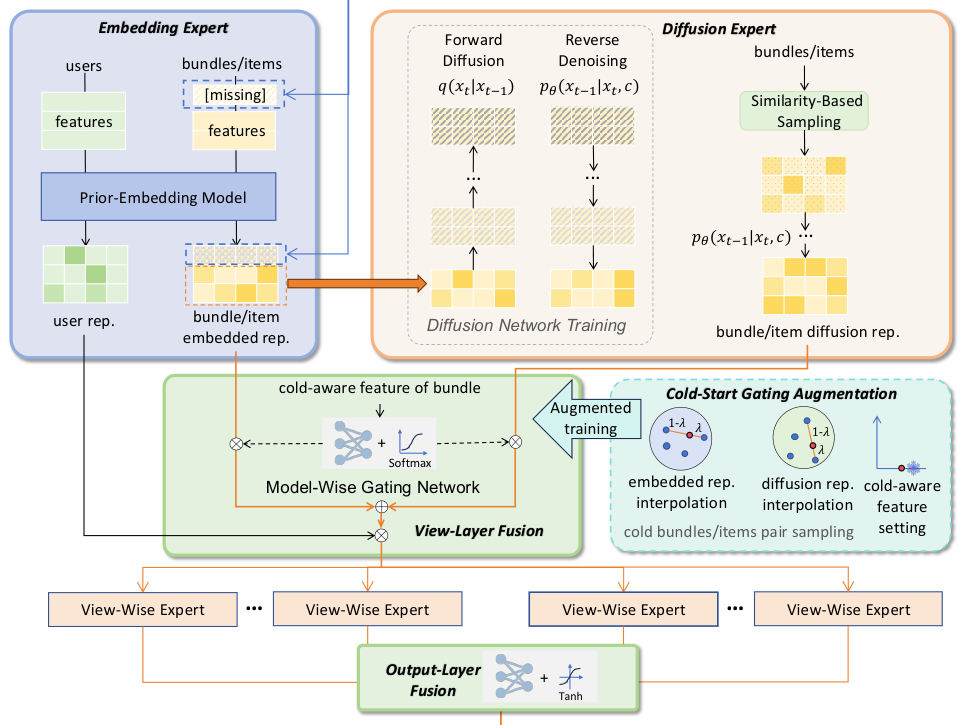 Embedding Expert
users
bundles/items
[missing]
features
features
Prior-Embedding Model
user rep.
bundle/item
embedded rep.
Diffusion Expert
Forward
Diffusion
q(x_t|x_{t−1})
...
Reverse
Denoising
p_θ(x_{t−1}|x_t, c)
...
Diffusion Network Training
bundles/items
Similarity-Based
Sampling
p_θ(x_{t−1}|x_t, c) ...
bundle/item diffusion rep.
cold-aware feature of bundle
+
Softmax
Model-Wise Gating Network
View-Layer Fusion
Augmented
training
Cold-Start Gating Augmentation
1-λ
λ
embedded rep.
interpolation
1-λ
λ
diffusion rep.
interpolation
cold-aware
feature
setting
cold bundles/items pair sampling
View-Wise Expert
...
View-Wise Expert
View-Wise Expert
...
View-Wise Expert
Output-Layer
Fusion
+
Tanh